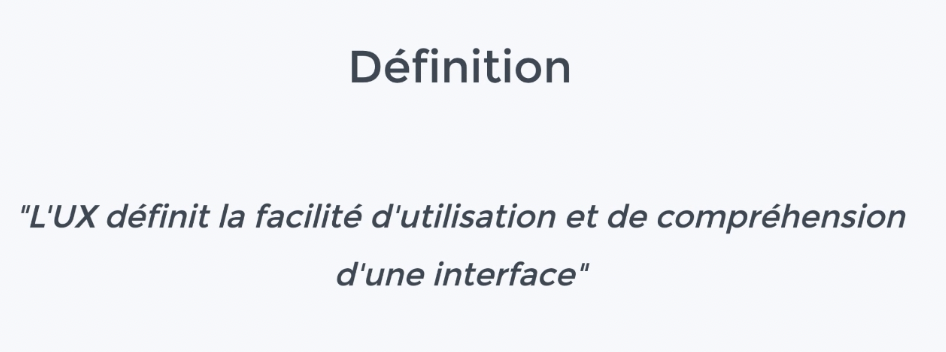 Définition
"L'UX définit la facilité d'utilisation et de compréhension
d'une interface"